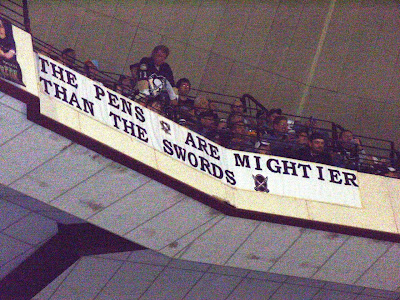 THE PENS ARE MIGHTIER
THAN THE SWORDS